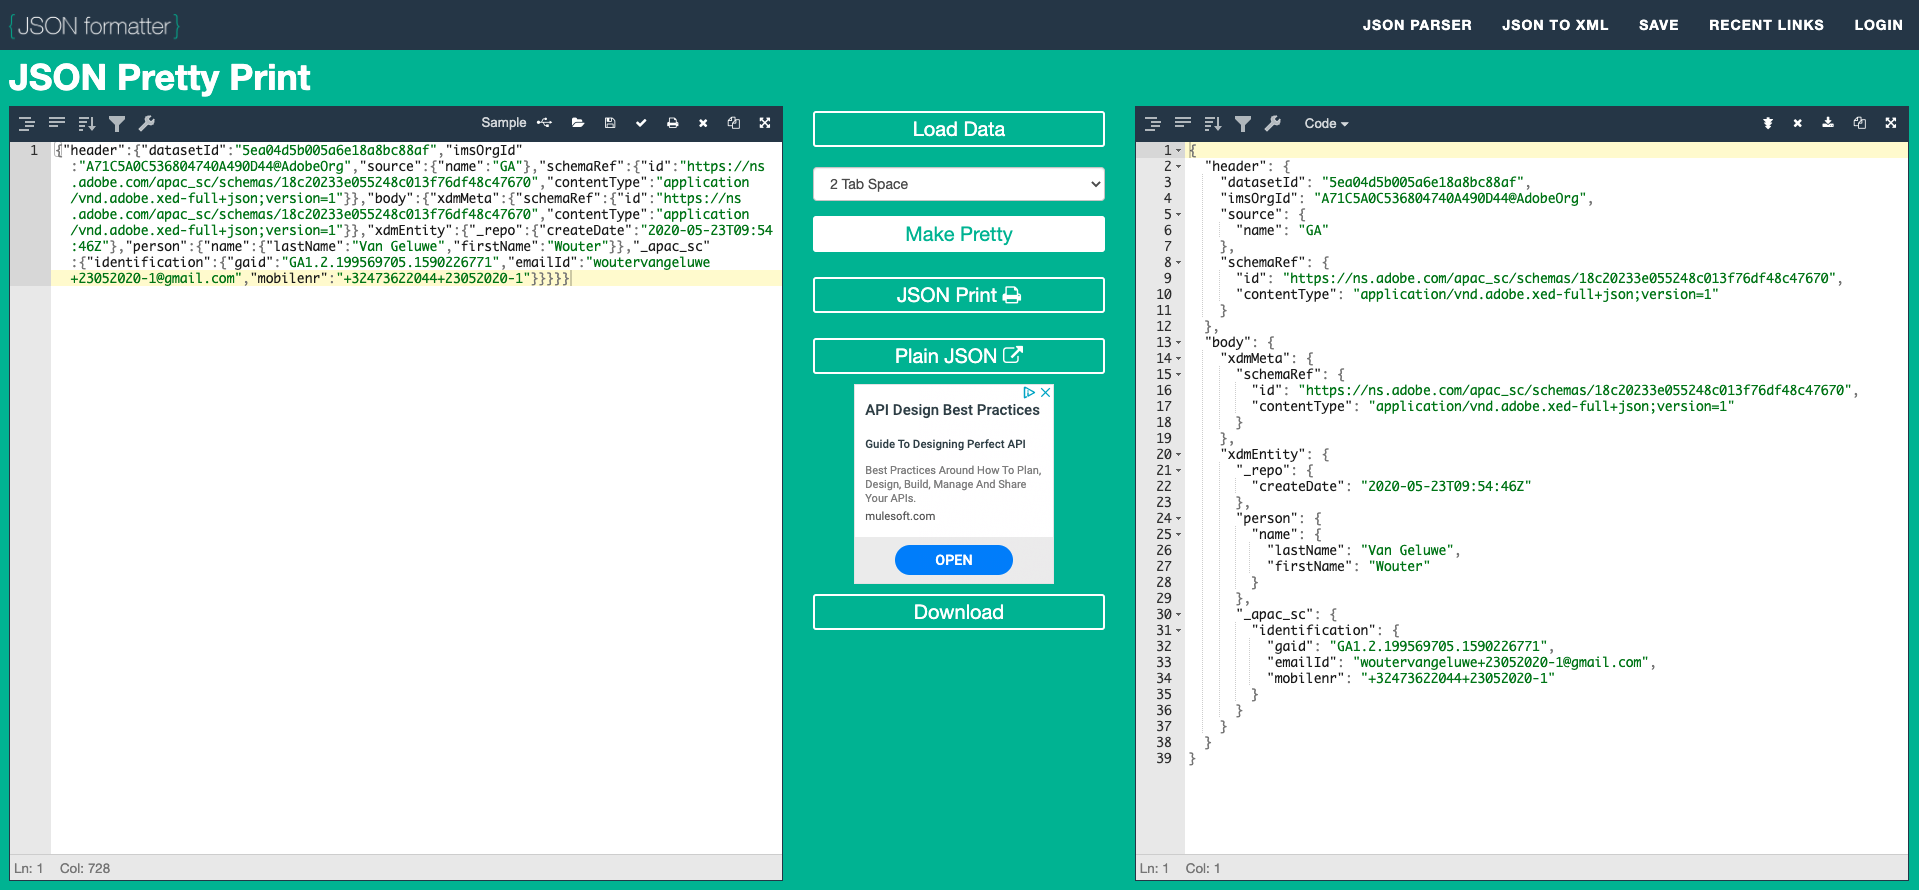 {JSON formatter}
JSON PARSER JSON TO XML SAVE RECENT LINKS LOGIN
JSON Pretty Print
Sample
1 {"header":{"datasetId":"5ea04d5b005a6e18a8bc88af","imsOrgId"
:"A71C5A0C536804740A490D44@AdobeOrg","source":{"name":"GA"},"schemaRef":{"id":"https://ns
.adobe.com/apac_sc/schemas/18c20233e055248c013f76df48c47670","contentType":"application
/vnd.adobe.xed-full+json;version=1"}},"body":{"xdmMeta":{"schemaRef":{"id":"https://ns
.adobe.com/apac_sc/schemas/18c20233e055248c013f76df48c47670","contentType":"application
/vnd.adobe.xed-full+json;version=1"}},"xdmEntity":{"_repo":{"createDate":"2020-05-23T09:54
:46Z"},"person":{"name":{"lastName":"Van Geluwe","firstName":"Wouter"}},"_apac_sc"
:{"identification":{"gaid":"GA1.2.199569705.1590226771","emailId":"woutervangeluwe
+23052020-1@gmail.com","mobilenr":"+32473622044+23052020-1"}}}}}
Ln: 1 Col: 728
Load Data
2 Tab Space
Make Pretty
JSON Print
Plain JSON
API Design Best Practices
Guide To Designing Perfect API
Best Practices Around How To Plan,
Design, Build, Manage And Share
Your APIs.
mulesoft.com
OPEN
Download
Code
1 {
2 "header": {
3 "datasetId": "5ea04d5b005a6e18a8bc88af",
4 "imsOrgId": "A71C5A0C536804740A490D44@AdobeOrg",
5 "source": {
6 "name": "GA"
7 },
8 "schemaRef": {
9 "id": "https://ns.adobe.com/apac_sc/schemas/18c20233e055248c013f76df48c47670",
10 "contentType": "application/vnd.adobe.xed-full+json;version=1"
11 }
12 },
13 "body": {
14 "xdmMeta": {
15 "schemaRef": {
16 "id": "https://ns.adobe.com/apac_sc/schemas/18c20233e055248c013f76df48c47670",
17 "contentType": "application/vnd.adobe.xed-full+json;version=1"
18 }
19 },
20 "xdmEntity": {
21 "_repo": {
22 "createDate": "2020-05-23T09:54:46Z"
23 },
24 "person": {
25 "name": {
26 "lastName": "Van Geluwe",
27 "firstName": "Wouter"
28 }
29 },
30 "_apac_sc": {
31 "identification": {
32 "gaid": "GA1.2.199569705.1590226771",
33 "emailId": "woutervangeluwe+23052020-1@gmail.com",
34 "mobilenr": "+32473622044+23052020-1"
35 }
36 }
37 }
38 }
39 }
Ln: 1 Col: 1